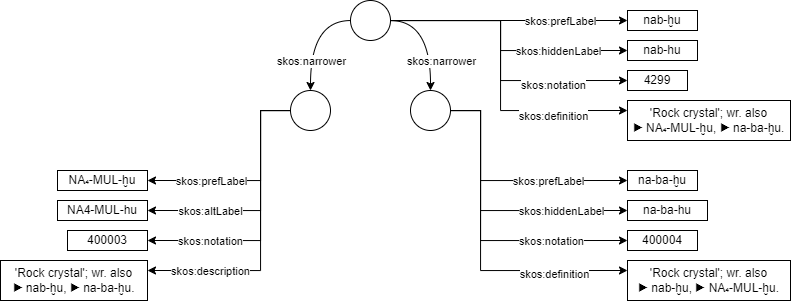 skos:prefLabel
nab-ḫu
skos:hiddenLabel
nab-hu
skos:narrower
skos:narrower
skos:notation
4299
skos:definition
'Rock crystal'; wr. also
► NA₄-MUL-ḫu, ► na-ba-ḫu.
NA₄-MUL-ḫu
skos:prefLabel
NA4-MUL-hu
skos:altLabel
400003
skos:notation
'Rock crystal'; wr. also
► nab-ḫu, ► na-ba-ḫu.
skos:description
skos:prefLabel
na-ba-ḫu
skos:hiddenLabel
na-ba-hu
skos:notation
400004
skos:definition
'Rock crystal'; wr. also
► nab-ḫu, ► NA₄-MUL-ḫu.